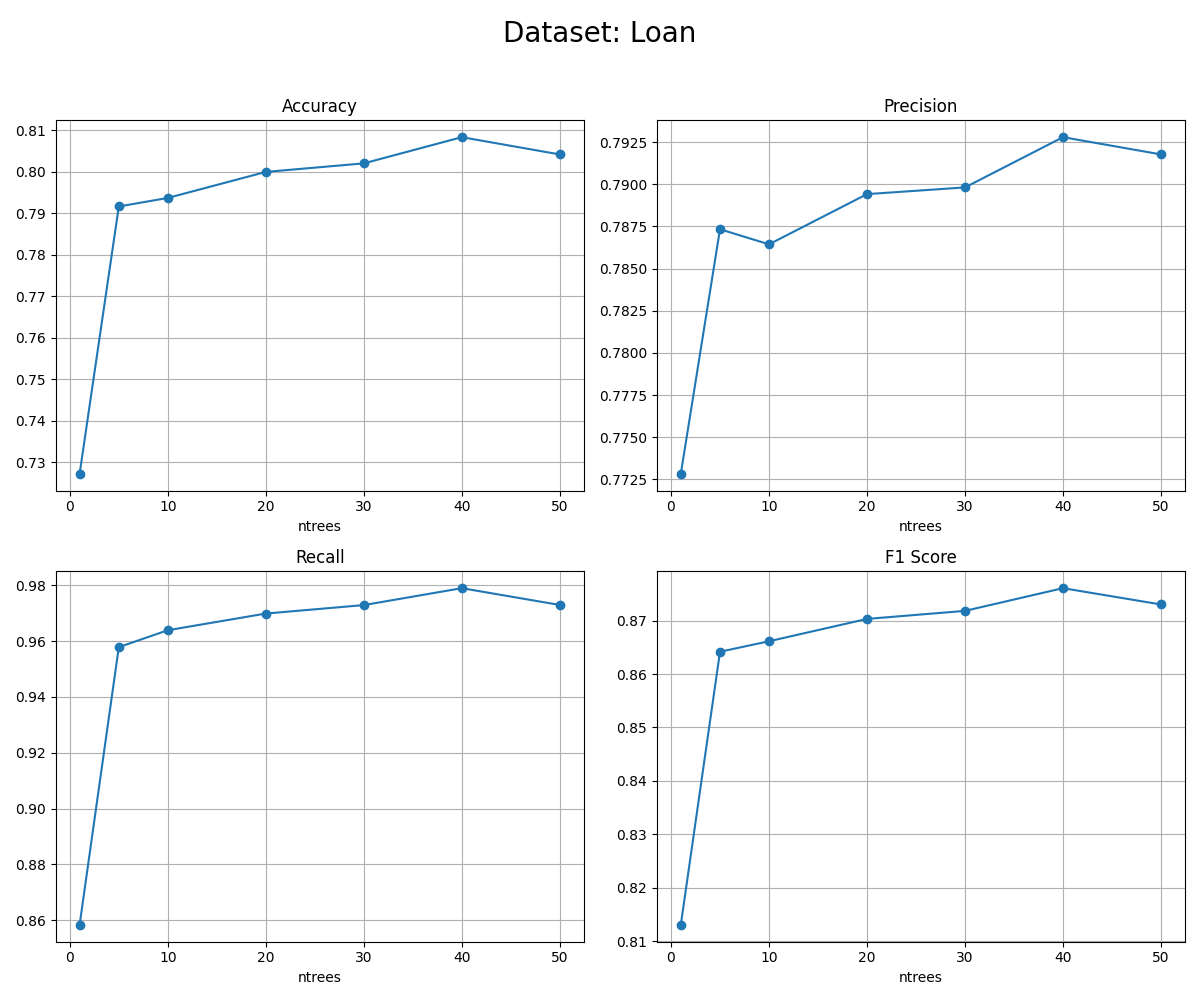 Dataset: Loan
Accuracy
0.81
0.80
0.79
0.78
0.77
0.76
0.75
0.74
0.73
0 10 20 30 40 50
ntrees
Precision
0.7925
0.7900
0.7875
0.7850
0.7825
0.7800
0.7775
0.7750
0.7725
0 10 20 30 40 50
ntrees
Recall
0.98
0.96
0.94
0.92
0.90
0.88
0.86
0 10 20 30 40 50
ntrees
F1 Score
0.87
0.86
0.85
0.84
0.83
0.82
0.81
0 10 20 30 40 50
ntrees